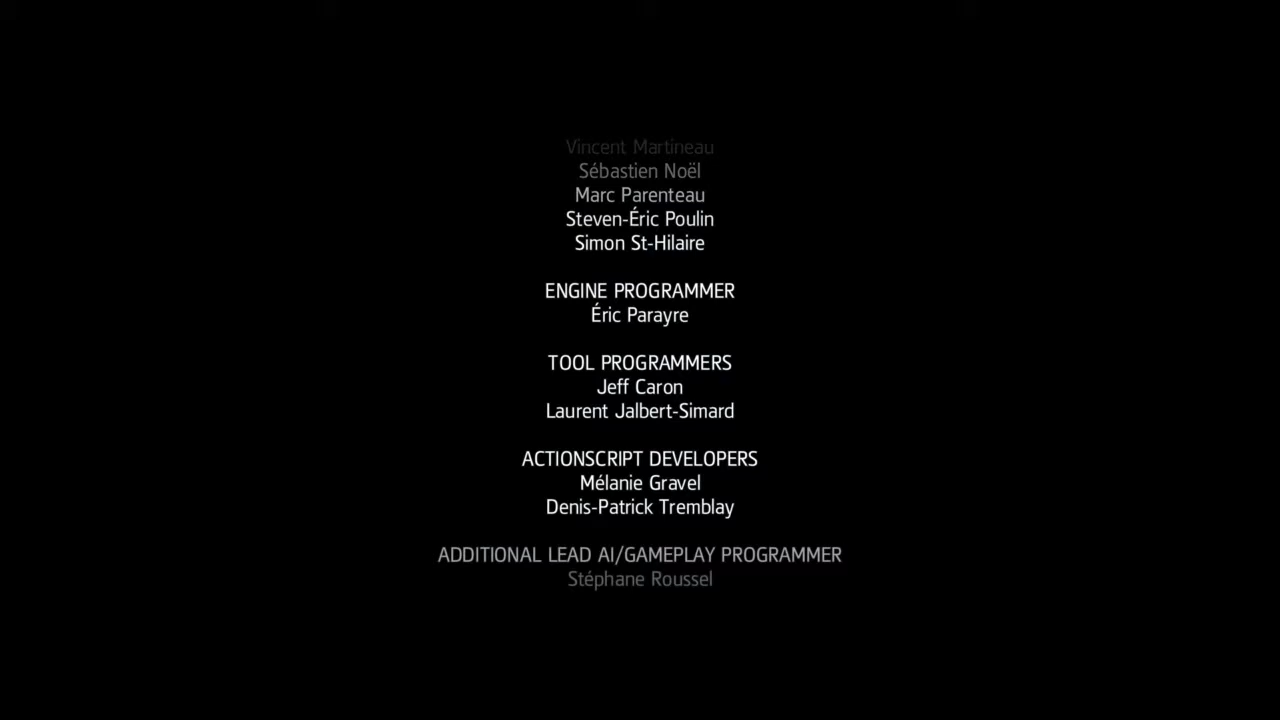 Vincent Martineau
Sébastien Noël
Marc Parenteau
Steven-Éric Poulin
Simon St-Hilaire
ENGINE PROGRAMMER
Éric Parayre
TOOL PROGRAMMERS
Jeff Caron
Laurent Jalbert-Simard
ACTIONSCRIPT DEVELOPERS
Mélanie Gravel
Denis-Patrick Tremblay
ADDITIONAL LEAD AI/GAMEPLAY PROGRAMMER
Stéphane Roussel